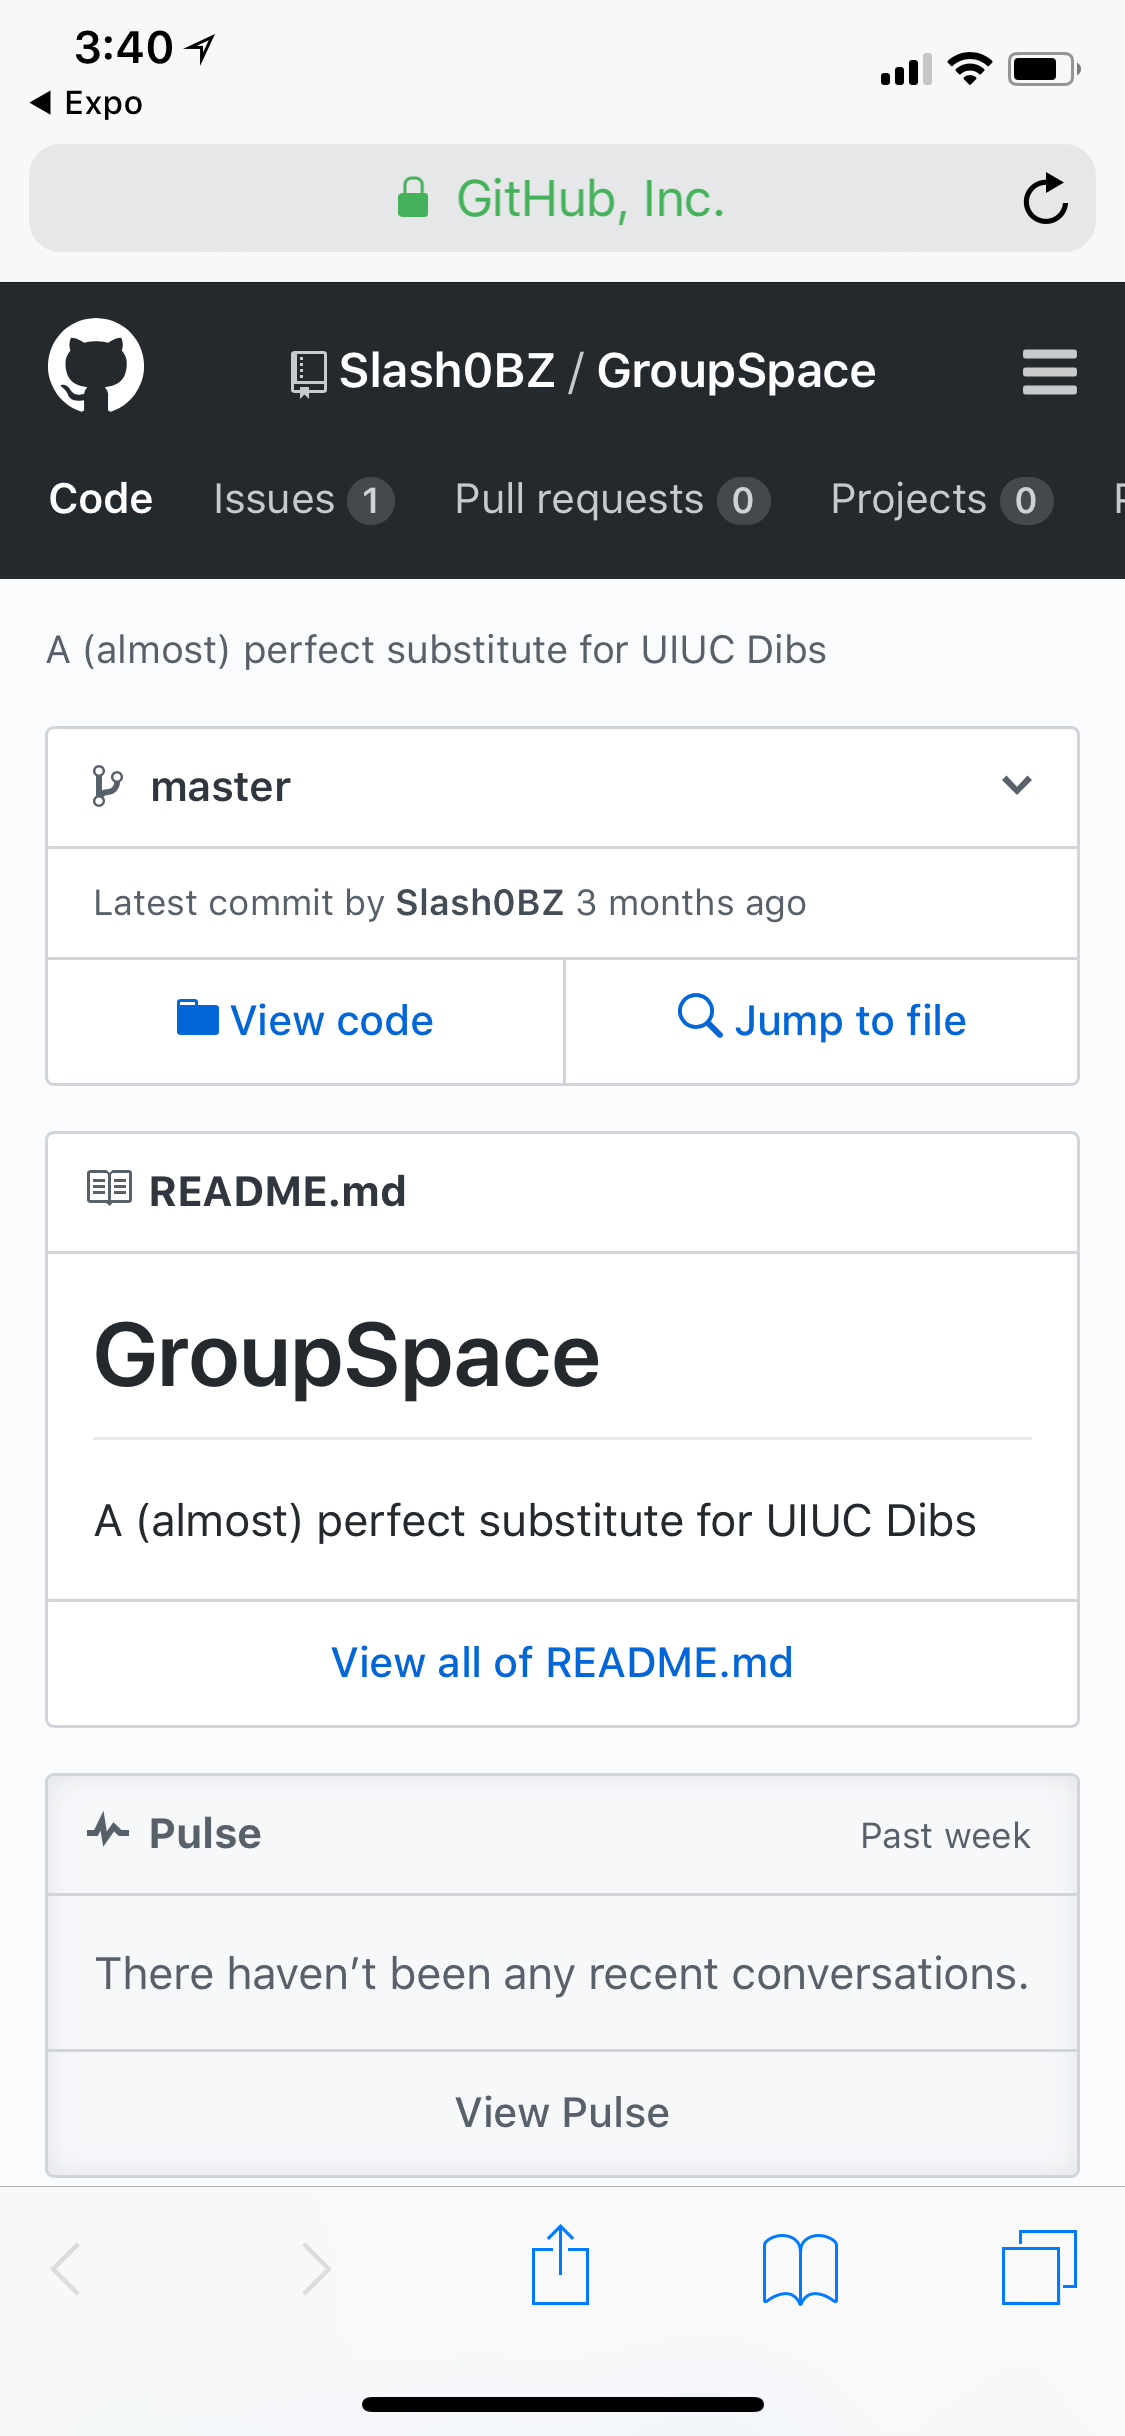 3:40
Expo
GitHub, Inc.
Slash0BZ / GroupSpace
Code Issues 1 Pull requests 0 Projects 0
A (almost) perfect substitute for UIUC Dibs
master
Latest commit by Slash0BZ 3 months ago
View code Jump to file
README.md
GroupSpace
A (almost) perfect substitute for UIUC Dibs
View all of README.md
Pulse Past week
There haven’t been any recent conversations.
View Pulse